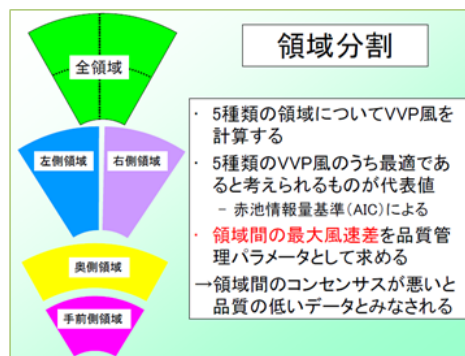 領域分割
全領域
左側領域
右側領域
奥側領域
手前側領域
・ 5種類の領域についてVVP風を
計算する
・ 5種類のVVP風のうち最適であ
ると考えられるものが代表値
－ 赤池情報量基準(AIC)による
・ 領域間の最大風速差を品質管
理パラメータとして求める
→領域間のコンセンサスが悪いと
品質の低いデータとみなされる